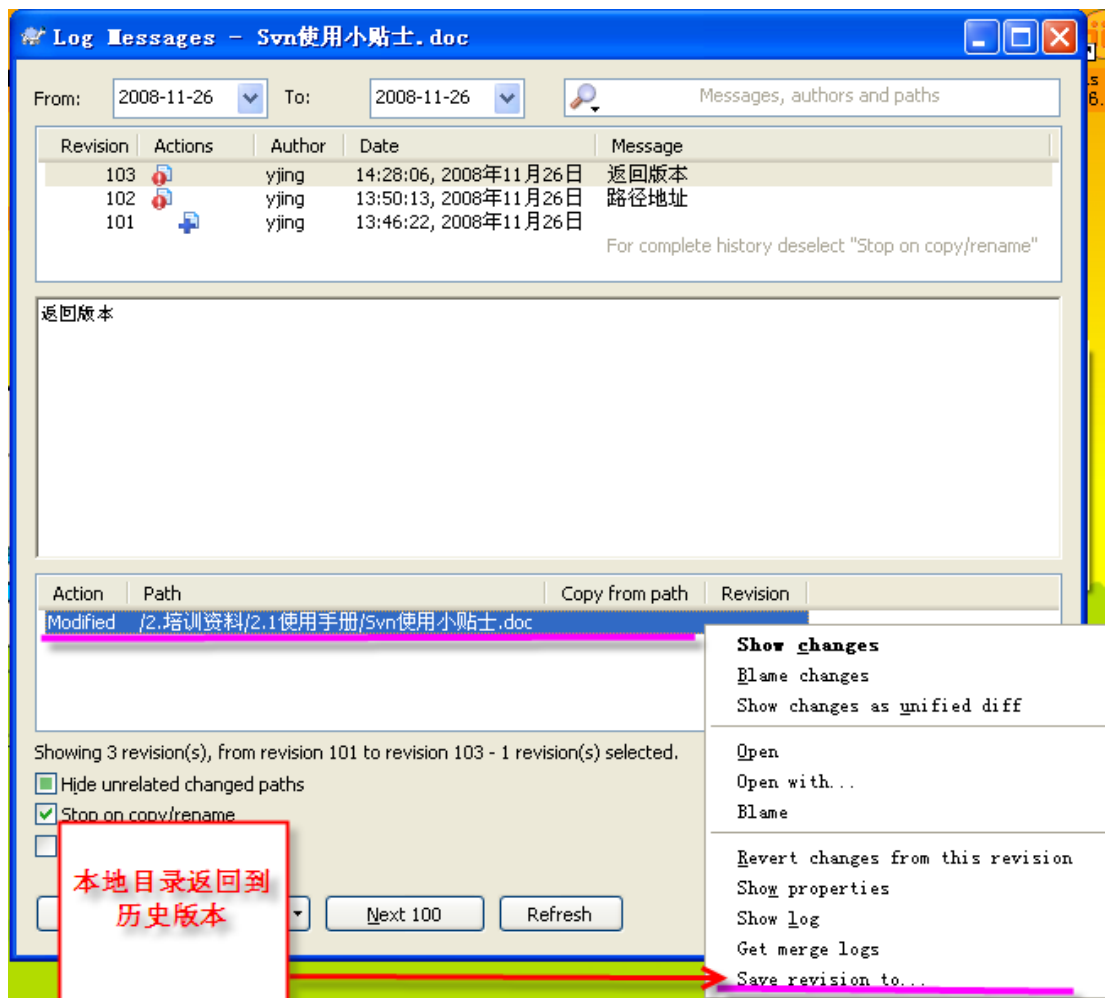 Log Messages - Svn使用小贴士.doc
From: 2008-11-26 To: 2008-11-26 Messages, authors and paths
Revision Actions Author Date Message
103 yjing 14:28:06, 2008年11月26日 返回版本
102 yjing 13:50:13, 2008年11月26日 路径地址
101 yjing 13:46:22, 2008年11月26日
For complete history deselect "Stop on copy/rename"
返回版本
Action Path Copy from path Revision
Modified /2.培训资料/2.1使用手册/Svn使用小贴士.doc
Show changes
Blame changes
Show changes as unified diff
Open
Open with...
Blame
Revert changes from this revision
Show properties
Show log
Get merge logs
Save revision to...
Showing 3 revision(s), from revision 101 to revision 103 - 1 revision(s) selected.
Hide unrelated changed paths
Stop on copy/rename
本地目录返回到
历史版本
Next 100 Refresh